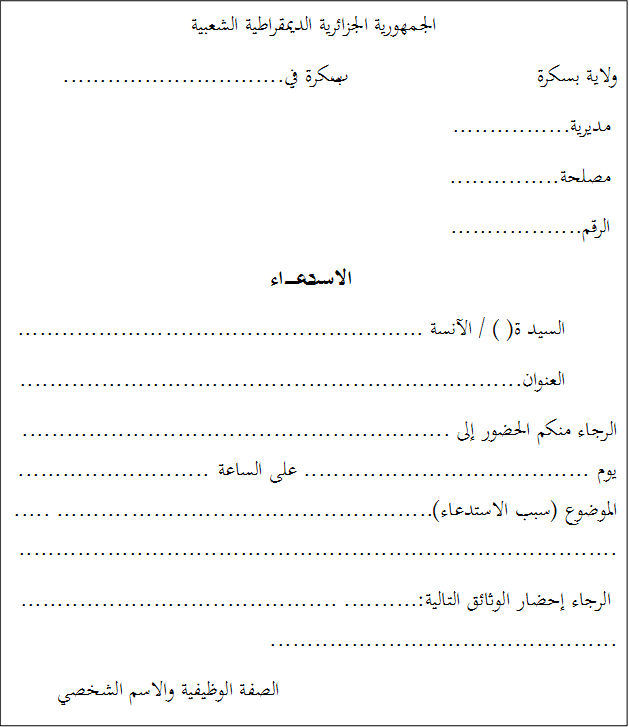 الجمهورية الجزائرية الديمقراطية الشعبية
ولاية بسكرة بسكرة في..............................
مديرية................
مصلحة...............
الرقم..................
الاستدعــاء
السيد ة( ) / الآنسة .......................................................
العنوان....................................................................
الرجاء منكم الحضور إلى ..........................................................
يوم ....................................... على الساعة ..........................
الموضوع (سبب الاستدعاء)................................................... .....
.................................................................................
الرجاء إحضار الوثائق التالية:.......... ...........................................
...............................................
الصفة الوظيفية والاسم الشخصي